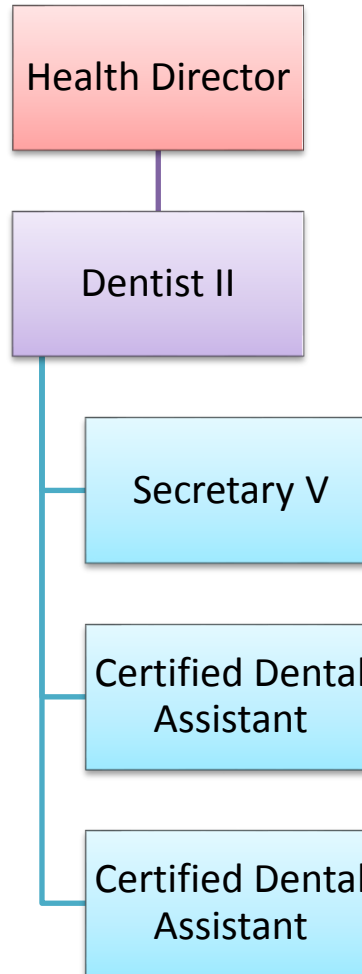 Health Director
Dentist II
Secretary V
Certified Dental
Assistant
Certified Dental
Assistant